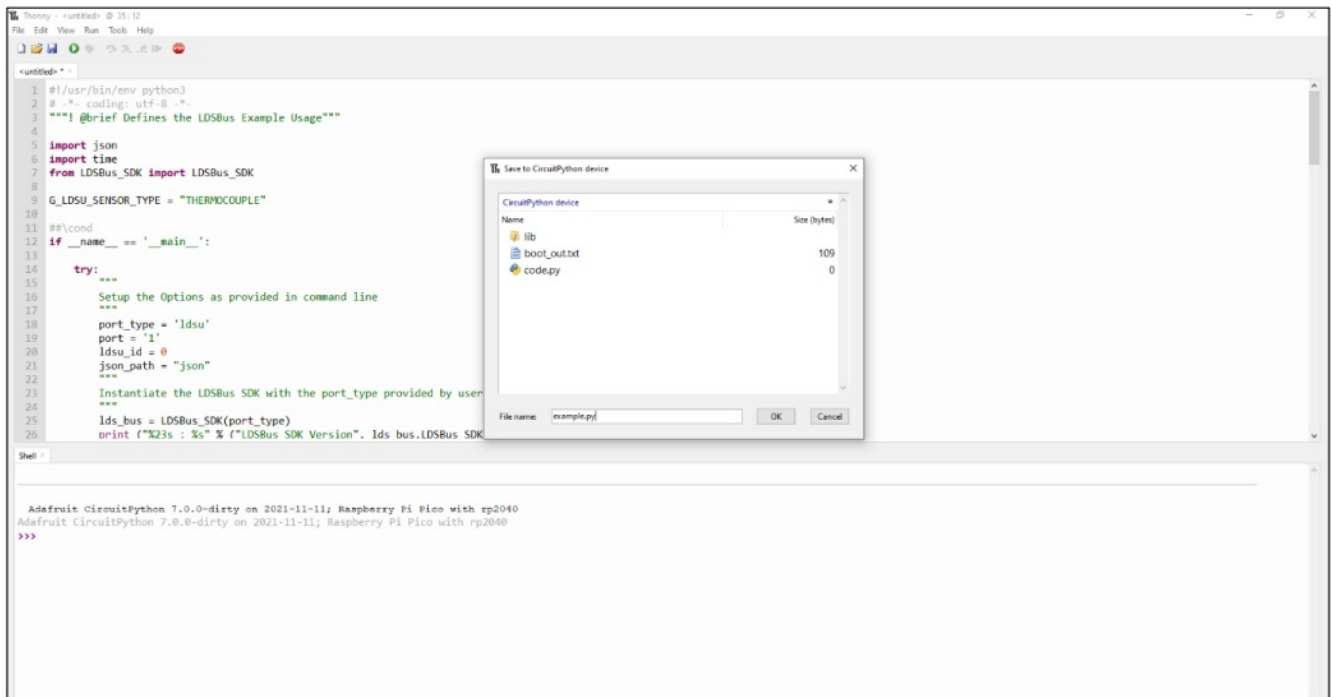 Thonny - <untitled> @ 35:12
File Edit View Run Tools Help
<untitled> *
1 #!/usr/bin/env python3
2 # -*- coding: utf-8 -*-
3 """! @brief Defines the LDSBus Example Usage"""
4
5 import json
6 import time
7 from LDSBus_SDK import LDSBus_SDK
8
9 G_LDSU_SENSOR_TYPE = "THERMOCOUPLE"
10
11 ##\cond
12 if __name__ == '__main__':
13
14 try:
15 """
16 Setup the Options as provided in command line
17 """
18 port_type = 'ldsu'
19 port = '1'
20 ldsu_id = 0
21 json_path = "json"
22 """
23 Instantiate the LDSBus SDK with the port_type provided by user
24 """
25 lds_bus = LDSBus_SDK(port_type)
26 print ("%23s : %s" % ("LDSBus SDK Version", lds_bus.LDSBus_SDK
Save to CircuitPython device
CircuitPython device
Name Size (bytes)
lib
boot_out.txt 109
code.py 0
File name: example.py OK Cancel
Shell
Adafruit CircuitPython 7.0.0-dirty on 2021-11-11; Raspberry Pi Pico with rp2040
Adafruit CircuitPython 7.0.0-dirty on 2021-11-11; Raspberry Pi Pico with rp2040
>>>